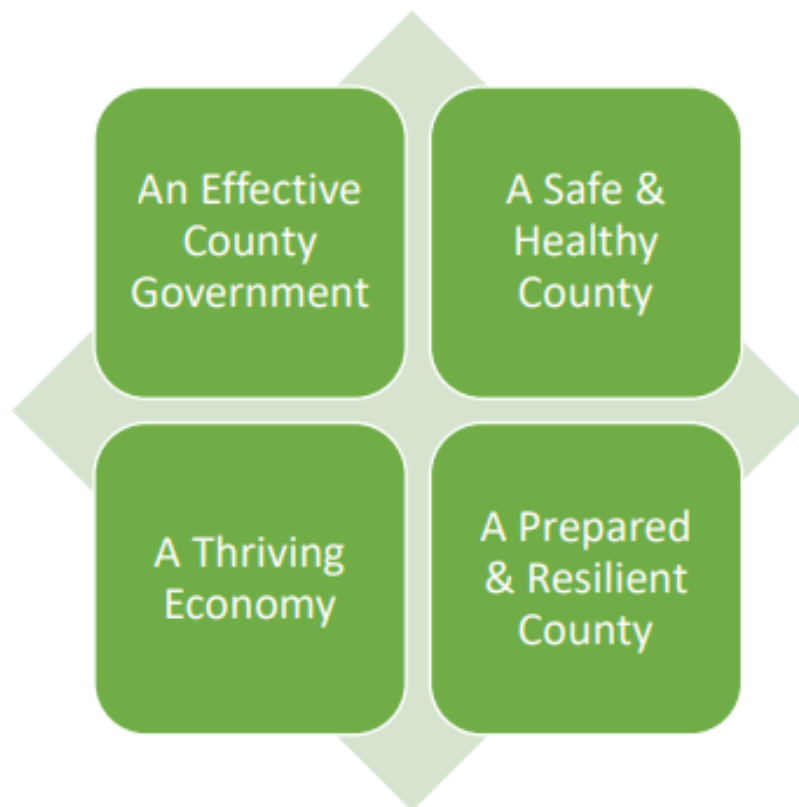 An Effective
County
Government
A Safe &
Healthy
County
A Thriving
Economy
A Prepared
& Resilient
County